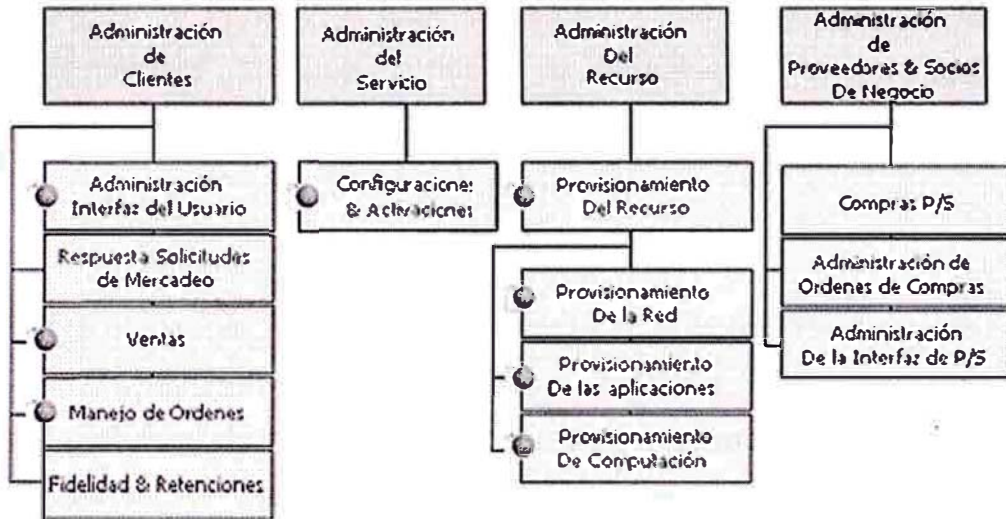 Administración
de
Clientes
Administración
Interfaz del Usuario
Respuesta Solicitudes
de Mercadeo
Ventas
Manejo de Ordenes
Fidelidad & Retenciones
Administración
del
Servicio
Configuraciones
& Activaciones
Administración
Del
Recurso
Provisionamiento
Del Recurso
Provisionamiento
De la Red
Provisionamiento
De las aplicaciones
Provisionamiento
De Computación
Administración
de
Proveedores & Socios
De Negocio
Compras P/S
Administración de
Ordenes de Compras
Administración
De la Interfaz de P/S